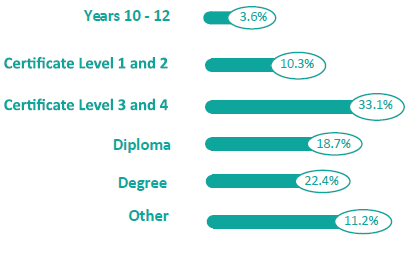 Years 10 - 12 3.6%
Certificate Level 1 and 2 10.3%
Certificate Level 3 and 4 33.1%
Diploma 18.7%
Degree 22.4%
Other 11.2%